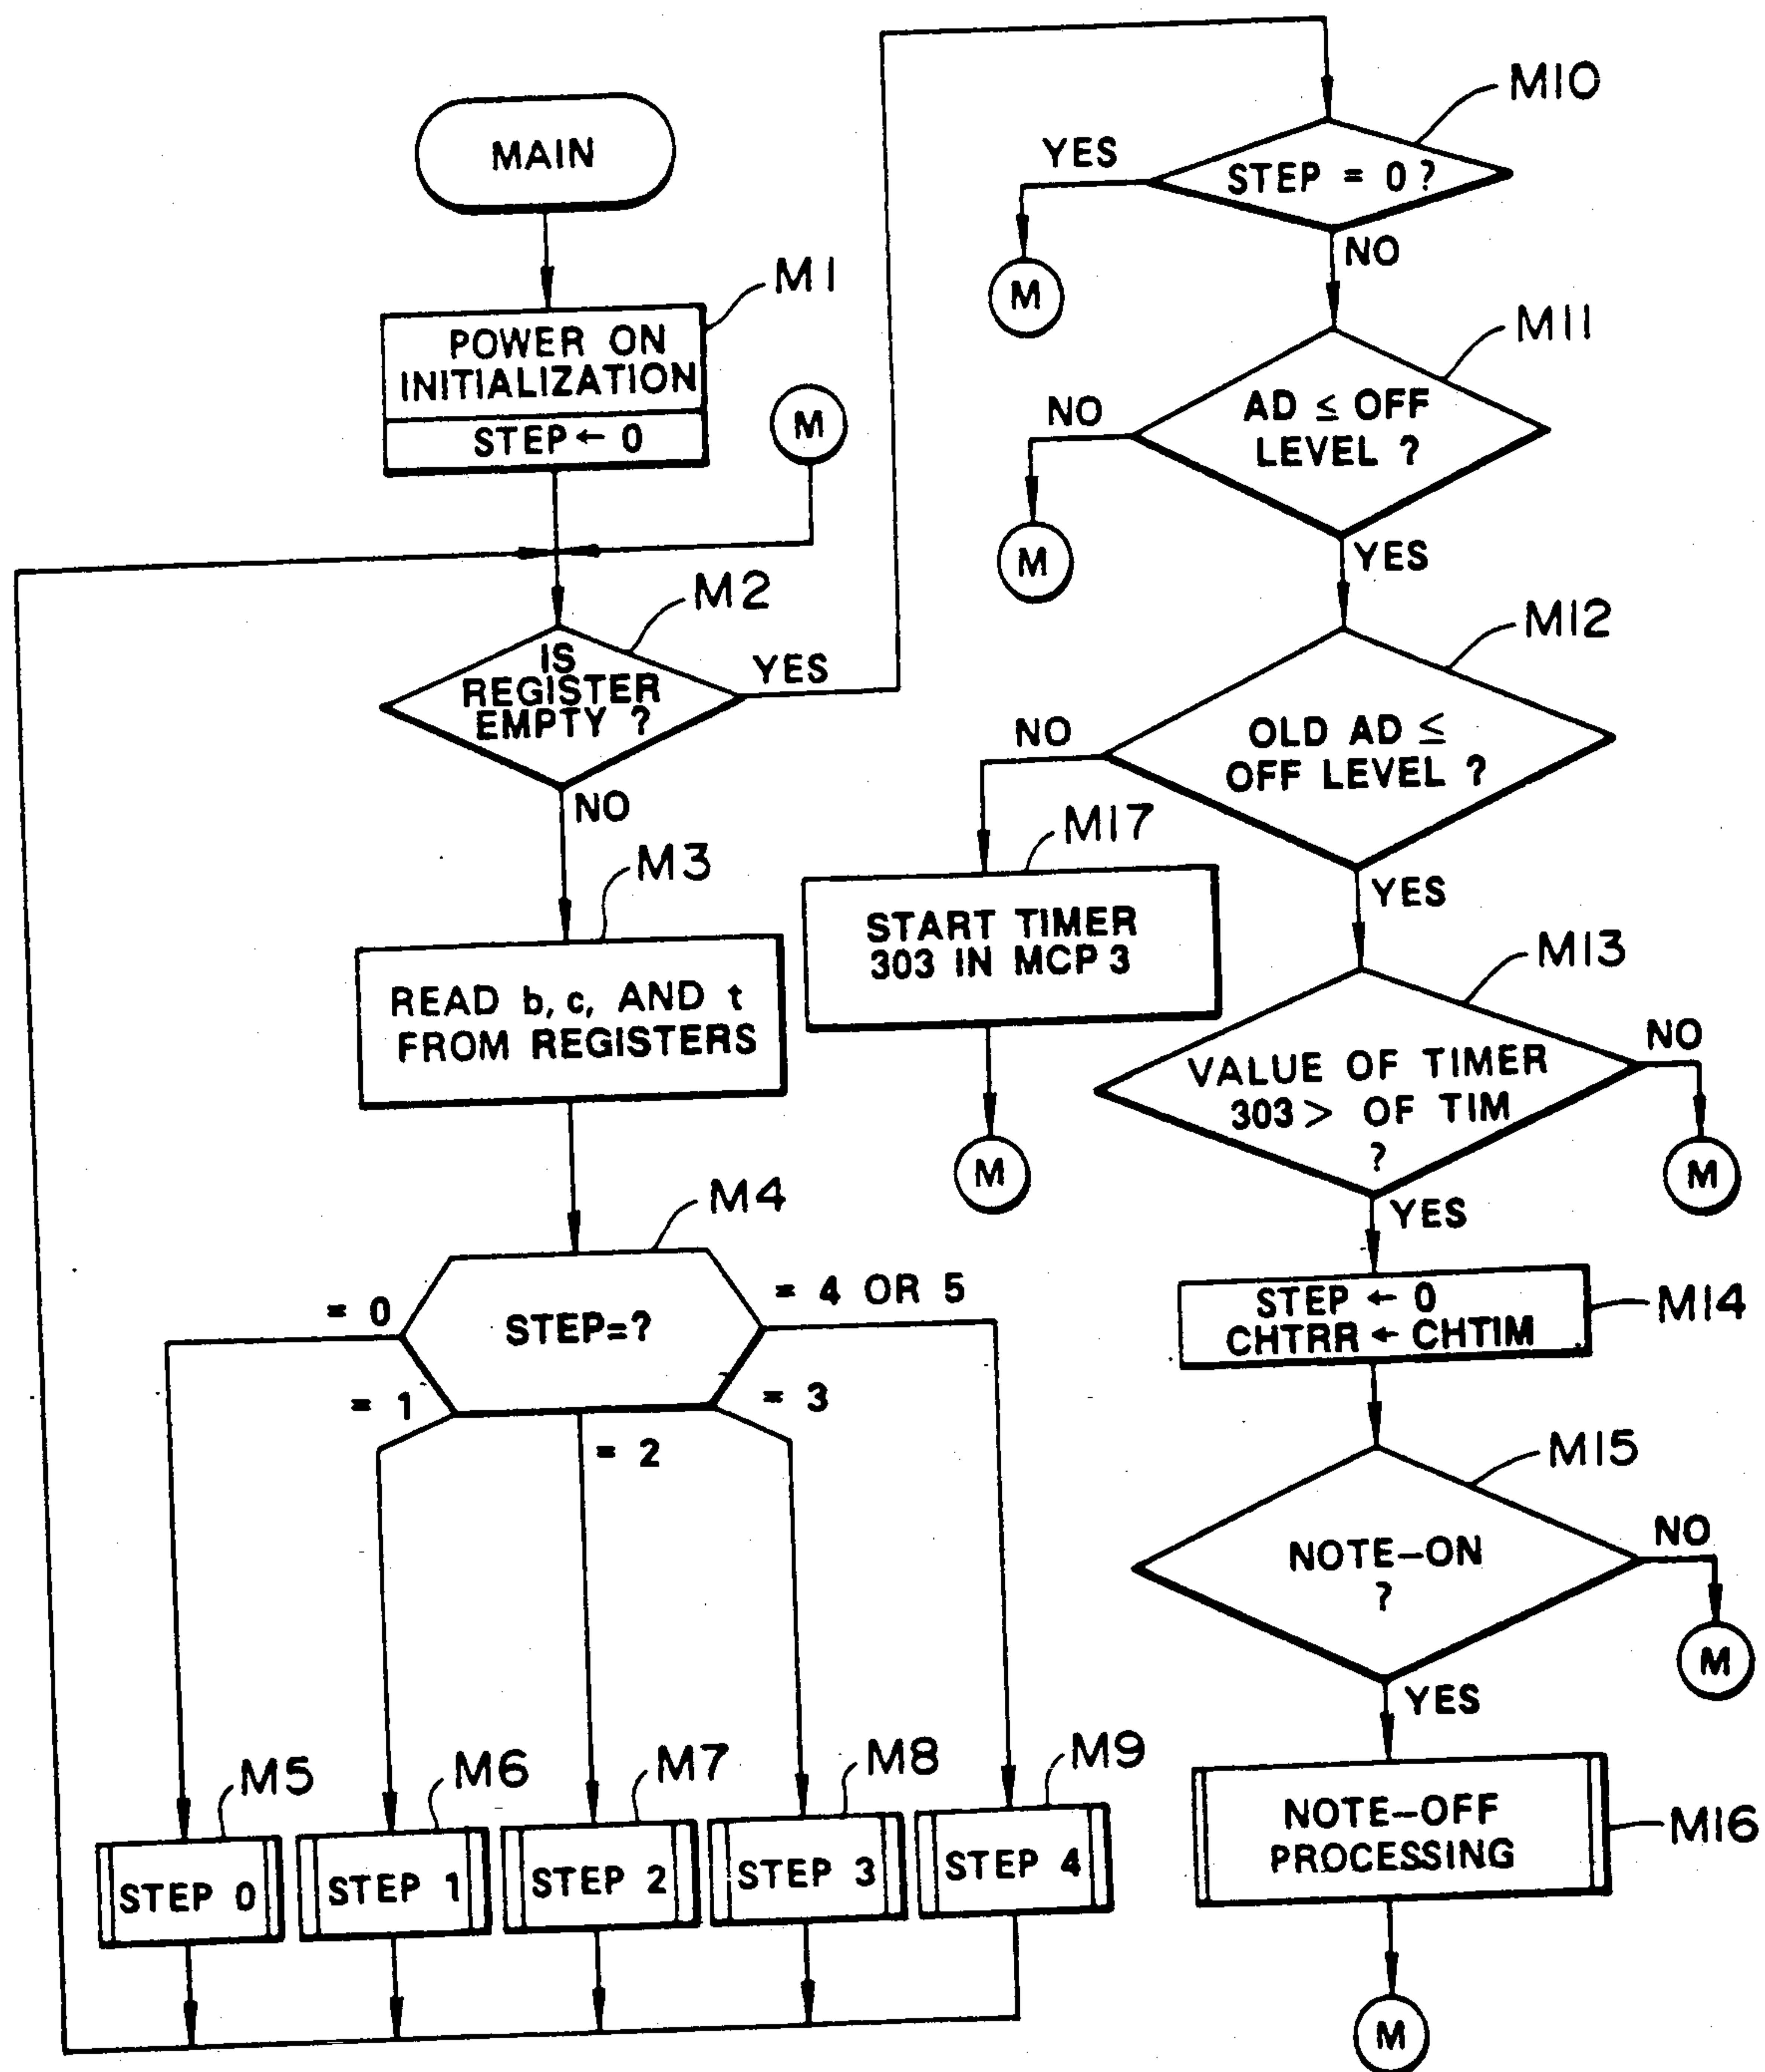 MAIN
M1
POWER ON
INITIALIZATION
STEP ← 0
M
M2
IS
REGISTER
EMPTY ?
YES
NO
M3
READ b, c, AND t
FROM REGISTERS
M4
STEP=?
= 0
= 1
= 2
= 3
= 4 OR 5
M5
STEP 0
M6
STEP 1
M7
STEP 2
M8
STEP 3
M9
STEP 4
M10
STEP = 0 ?
YES
M
NO
M11
AD ≤ OFF
LEVEL ?
NO
M
YES
M12
OLD AD ≤
OFF LEVEL ?
NO
M17
START TIMER
303 IN MCP 3
M
YES
M13
VALUE OF TIMER
303 > OF TIM
?
NO
M
YES
M14
STEP ← 0
CHTRR ← CHTIM
M15
NOTE-ON
?
NO
M
YES
M16
NOTE-OFF
PROCESSING
M